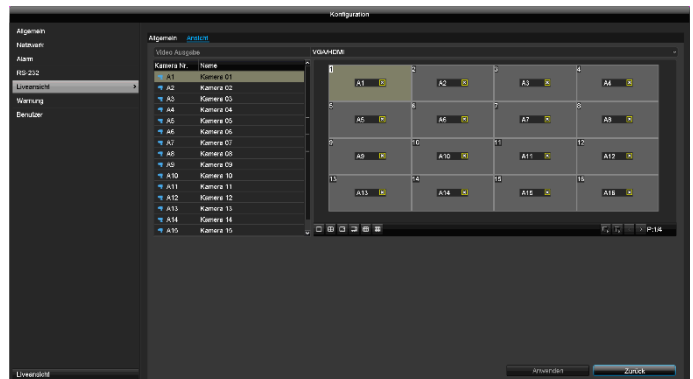 Konfiguration
Allgemein
Netzwerk
Alarm
RS-232
Liveansicht >
Warnung
Benutzer
Allgemein Ansicht
Video Ausgabe VGA/HDMI
Kamera Nr. Name
A1 Kamera 01
A2 Kamera 02
A3 Kamera 03
A4 Kamera 04
A5 Kamera 05
A6 Kamera 06
A7 Kamera 07
A8 Kamera 08
A9 Kamera 09
A10 Kamera 10
A11 Kamera 11
A12 Kamera 12
A13 Kamera 13
A14 Kamera 14
A15 Kamera 15
1 2 3 4
A1 A2 A3 A4
5 6 7 8
A5 A6 A7 A8
9 10 11 12
A9 A10 A11 A12
13 14 15 16
A13 A14 A15 A16
P:1/4
Liveansicht
Anwenden Zurück